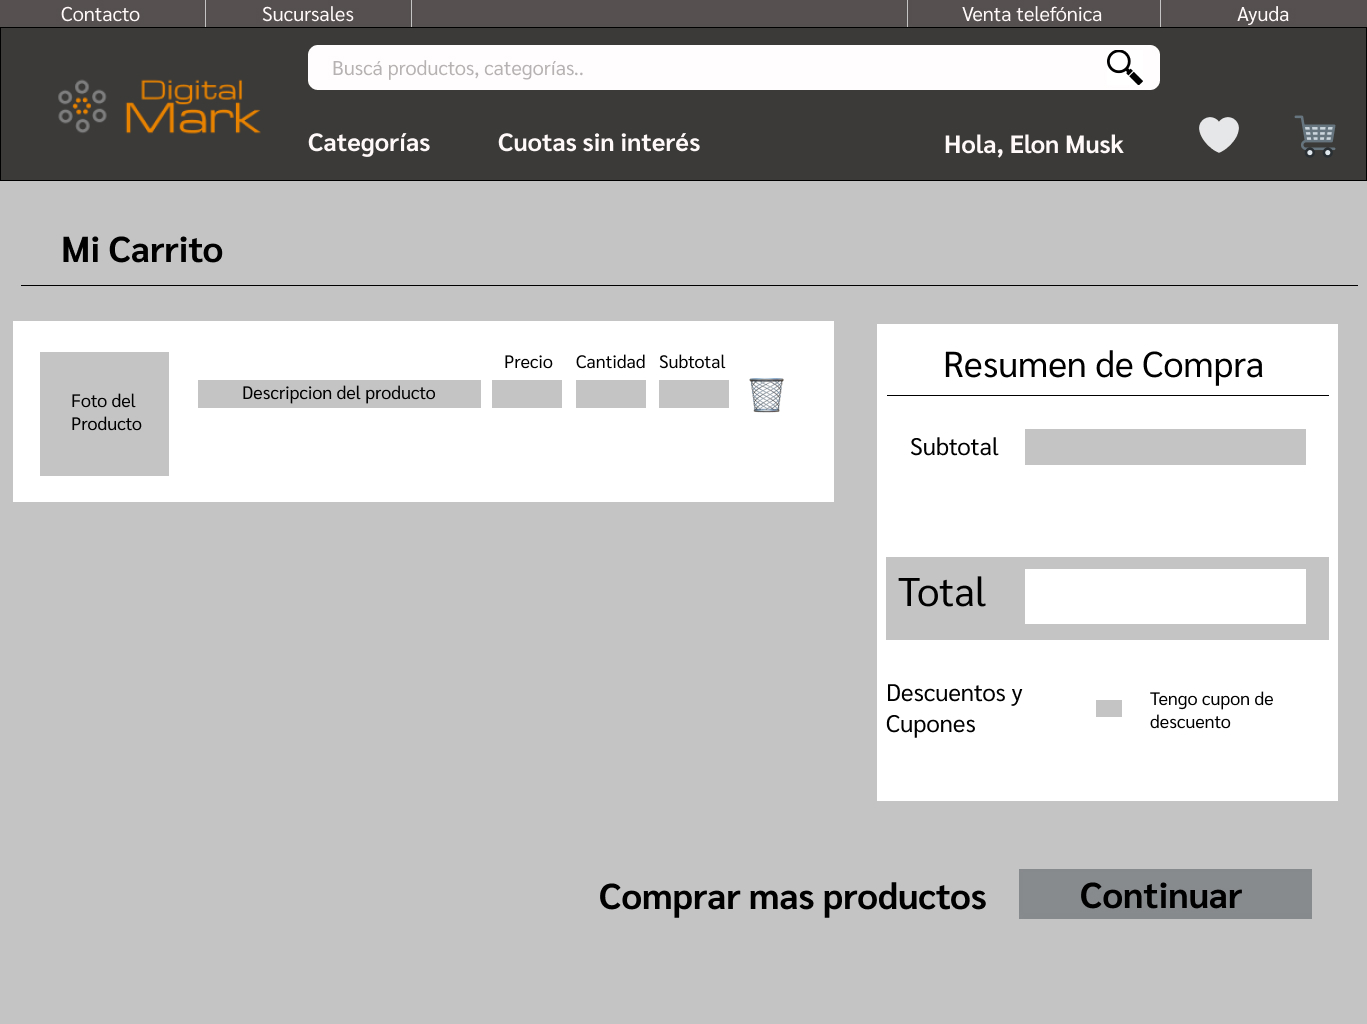 Contacto
Sucursales
Venta telefónica
Ayuda
Digital
Mark
Buscá productos, categorías..
Categorías
Cuotas sin interés
Hola, Elon Musk
Mi Carrito
Foto del
Producto
Descripcion del producto
Precio
Cantidad
Subtotal
Resumen de Compra
Subtotal
Total
Descuentos y
Cupones
Tengo cupon de
descuento
Comprar mas productos
Continuar